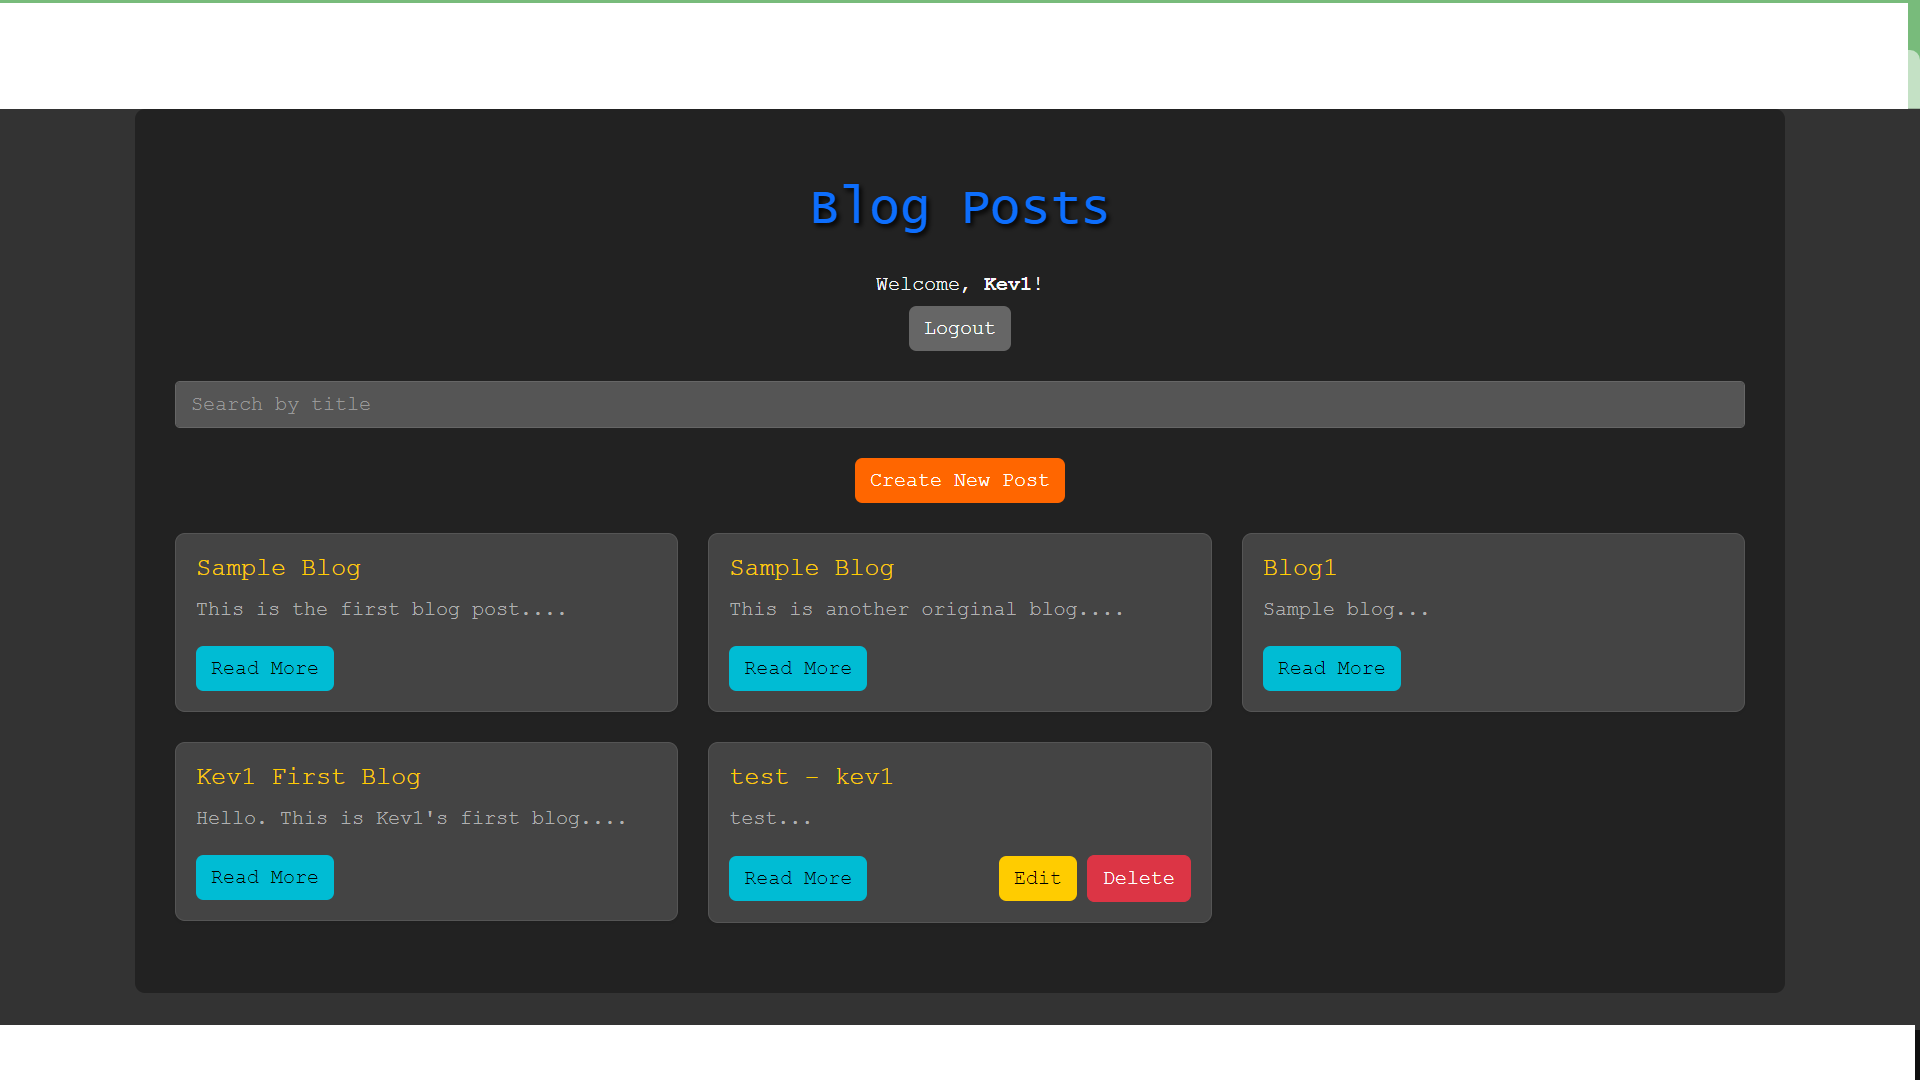 Blog Posts
Welcome, Kev1!
Logout
Search by title
Create New Post
Sample Blog
This is the first blog post....
Read More
Sample Blog
This is another original blog....
Read More
Blog1
Sample blog...
Read More
Kev1 First Blog
Hello. This is Kev1's first blog....
Read More
test - kev1
test...
Read More Edit Delete